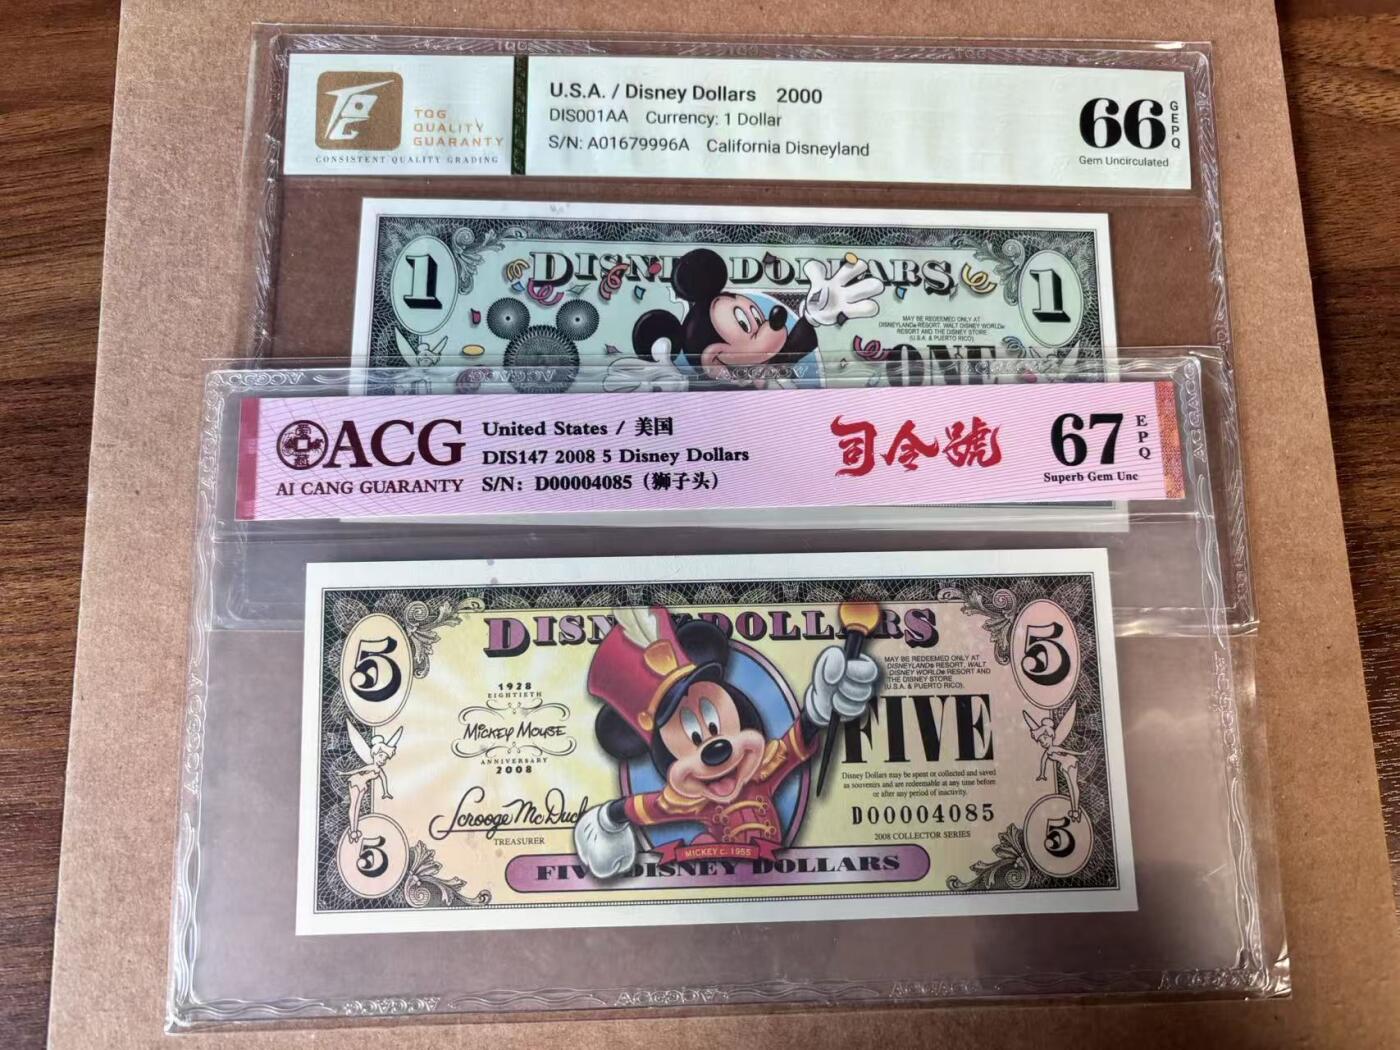 U.S.A. / Disney Dollars 2000
DIS001AA Currency: 1 Dollar
S/N: A01679996A California Disneyland
TQG
QUALITY
GUARANTY
CONSISTENT QUALITY GRADING
66
GEPQ
Gem Uncirculated
1
DISNEY DOLLARS
1
MAY BE REDEEMED ONLY AT
DISNEYLAND® RESORT, WALT DISNEY WORLD®
RESORT AND THE DISNEY STORE
(U.S.A. & PUERTO RICO)
ONE
ACG
AI CANG GUARANTY
United States / 美国
DIS147 2008 5 Disney Dollars
S/N: D00004085 (狮子头)
司令號
67
EPQ
Superb Gem Unc
5
DISNEY DOLLARS
5
MAY BE REDEEMED ONLY AT
DISNEYLAND® RESORT, WALT
DISNEY WORLD® RESORT AND
THE DISNEY STORE
(U.S.A. & PUERTO RICO).
1928
EIGHTIETH
Mickey Mouse
ANNIVERSARY
2008
FIVE
Disney Dollars may be spent or collected and saved
as souvenirs and are redeemable at any time before
or after any period of inactivity.
Scrooge McDuck
TREASURER
D00004085
2008 COLLECTOR SERIES
5
MICKEY C. 1955
5
FIVE DISNEY DOLLARS